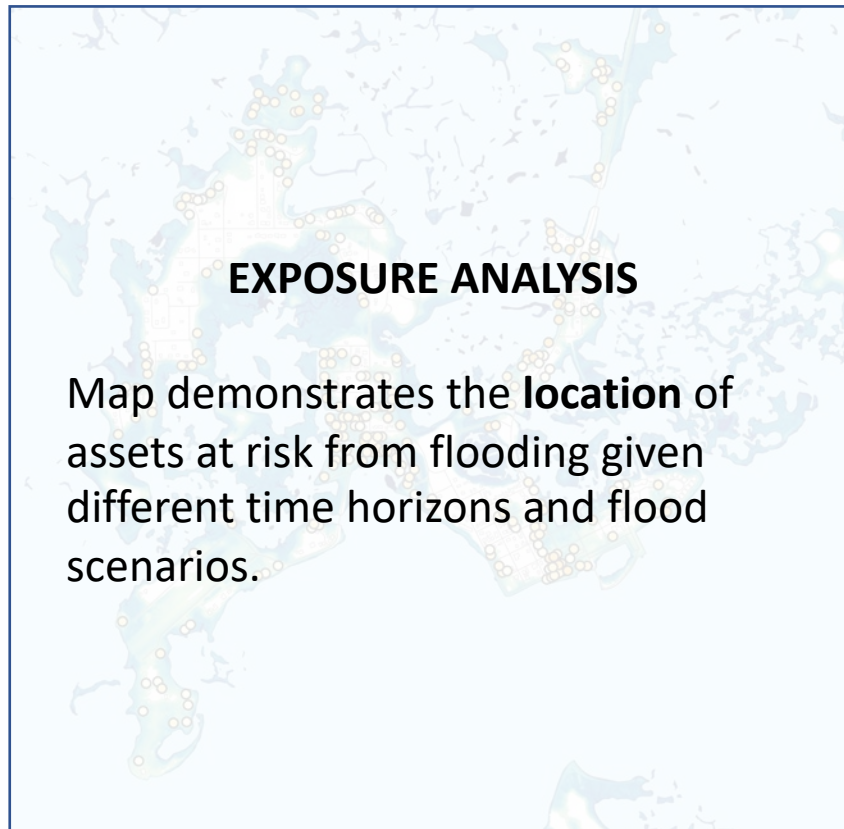 EXPOSURE ANALYSIS
Map demonstrates the location of
assets at risk from flooding given
different time horizons and flood
scenarios.